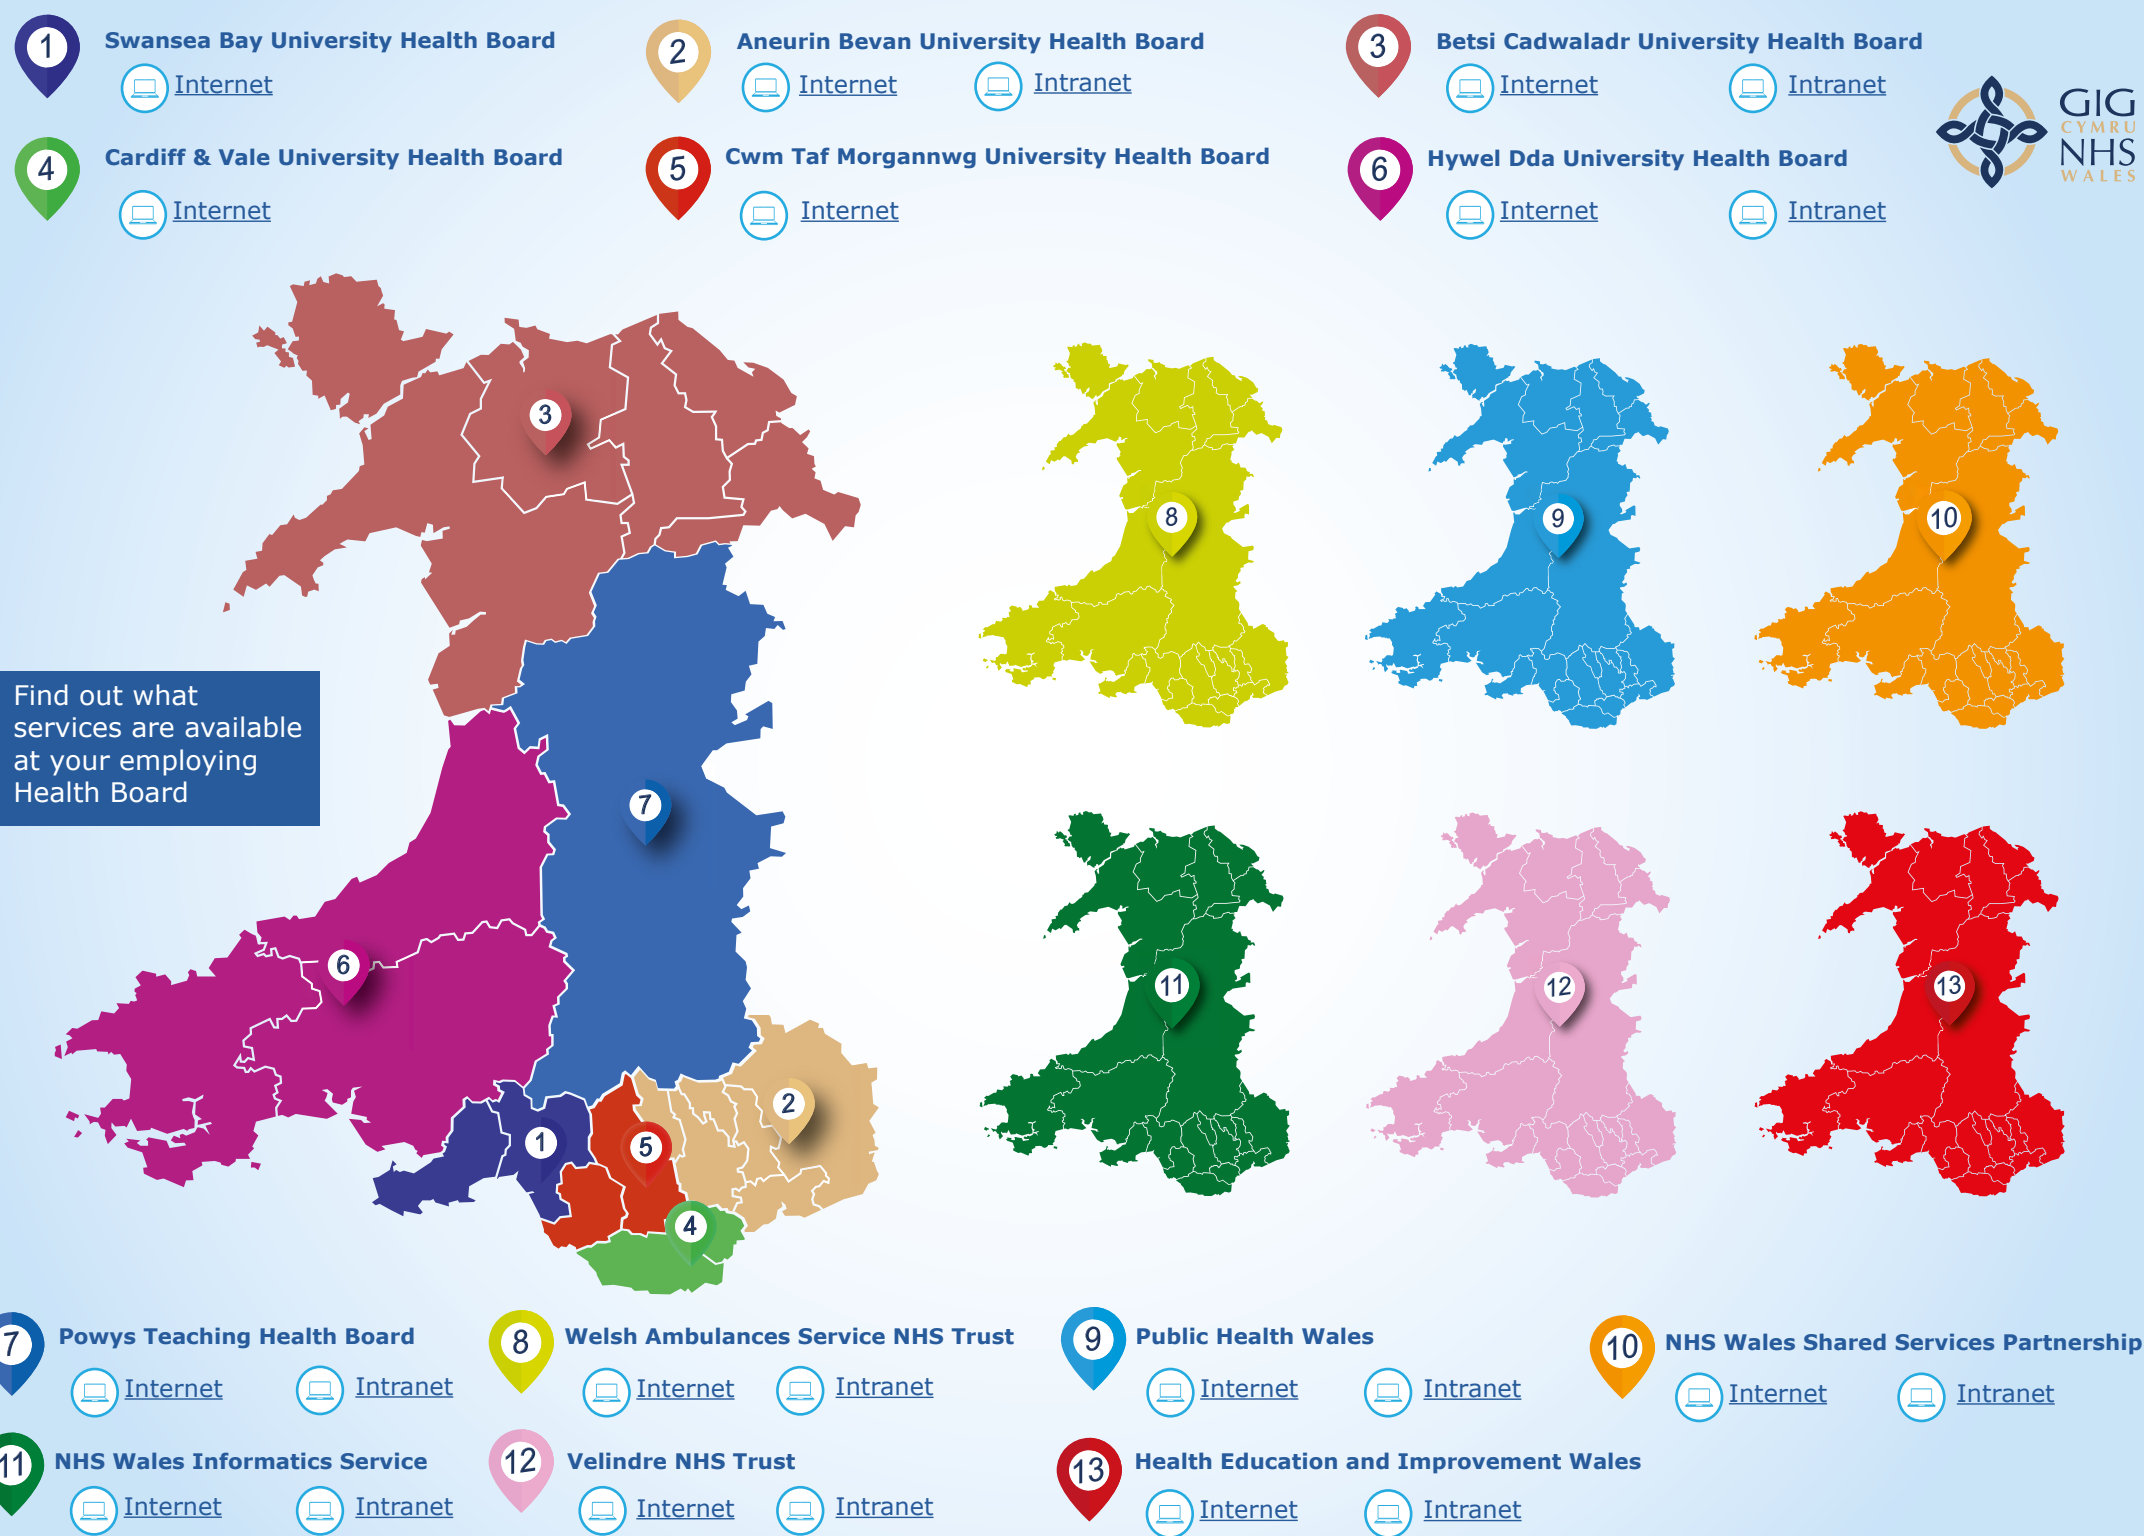 1 Swansea Bay University Health Board
Internet
2 Aneurin Bevan University Health Board
Internet Intranet
3 Betsi Cadwaladr University Health Board
Internet Intranet
GIG
CYMRU
NHS
WALES
4 Cardiff & Vale University Health Board
Internet
5 Cwm Taf Morgannwg University Health Board
Internet
6 Hywel Dda University Health Board
Internet Intranet
3
8
9
10
Find out what
services are available
at your employing
Health Board
7
6
11
12
13
2
1
5
4
7 Powys Teaching Health Board
Internet Intranet
8 Welsh Ambulances Service NHS Trust
Internet Intranet
9 Public Health Wales
Internet Intranet
10 NHS Wales Shared Services Partnership
Internet Intranet
11 NHS Wales Informatics Service
Internet Intranet
12 Velindre NHS Trust
Internet Intranet
13 Health Education and Improvement Wales
Internet Intranet